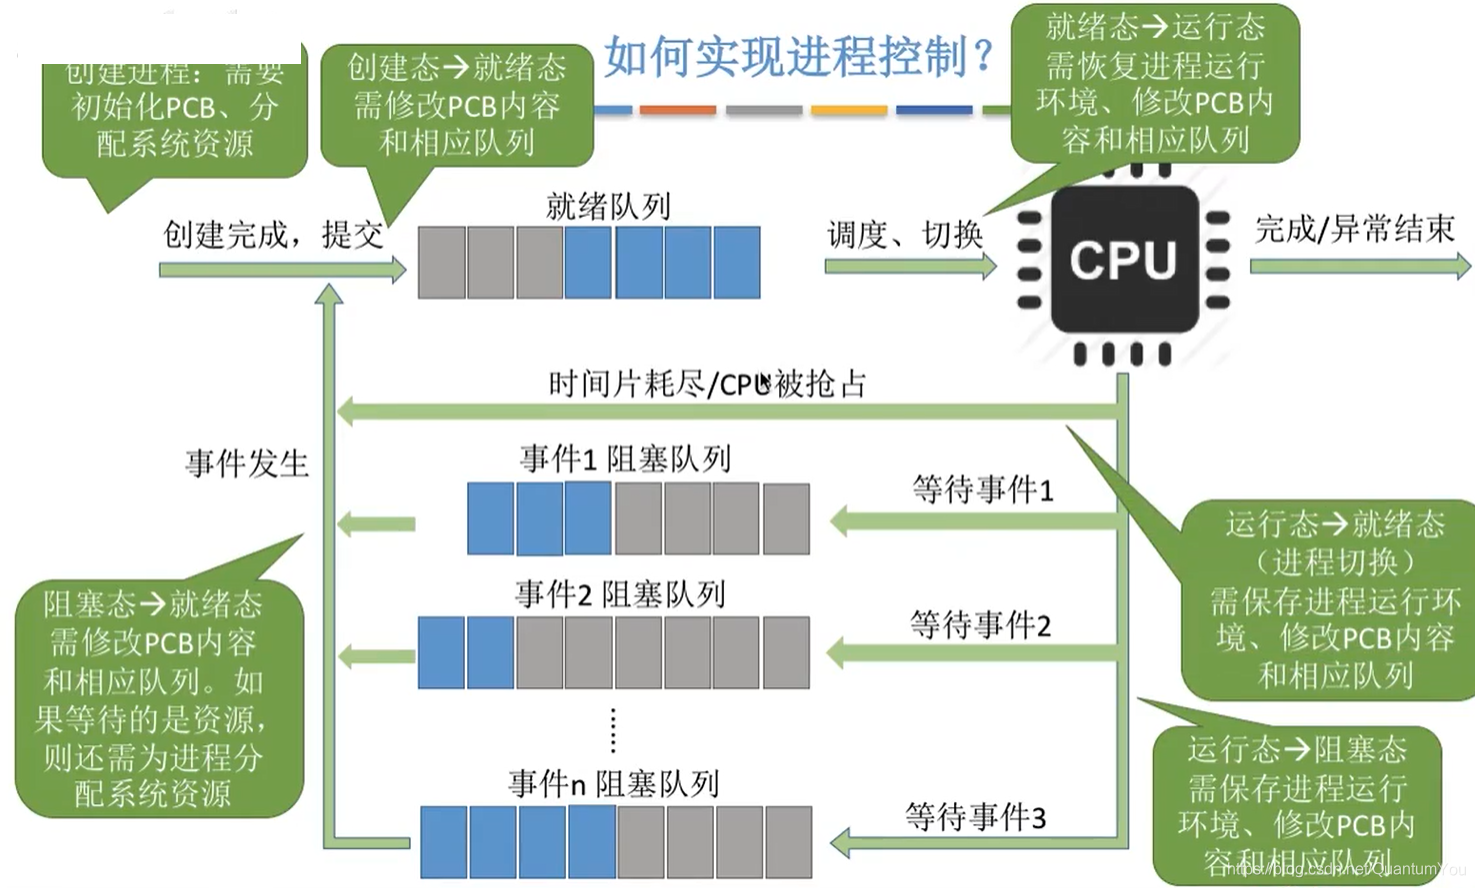 如何实现进程控制？
创建进程：需要
初始化PCB、分
配系统资源
创建态→就绪态
需修改PCB内容
和相应队列
就绪态→运行态
需恢复进程运行
环境、修改PCB内
容和相应队列
创建完成，提交
就绪队列
调度、切换
CPU
完成/异常结束
时间片耗尽/CPU被抢占
事件发生
事件1 阻塞队列
等待事件1
运行态→就绪态
（进程切换）
需保存进程运行环
境、修改PCB内容
和相应队列
阻塞态→就绪态
需修改PCB内容
和相应队列。如
果等待的是资源，
则还需为进程分
配系统资源
事件2 阻塞队列
等待事件2
事件n 阻塞队列
等待事件3
运行态→阻塞态
需保存进程运行
环境、修改PCB内
容和相应队列
https://blog.csdn.net/QuantumYou